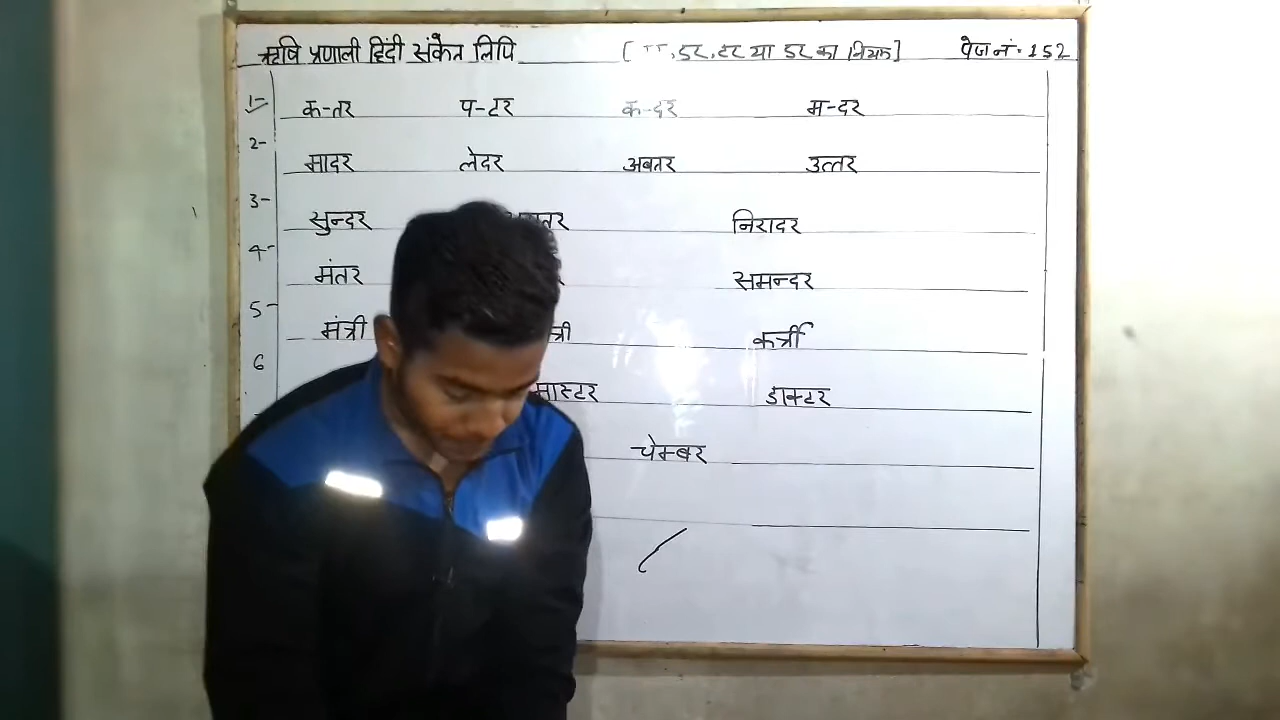 ऋषि प्रणाली हिंदी संकेत लिपि [ डर, टर या डर का नियम] पेज नं. 152
1- क-तर प-टर क-दर म-दर
2- मादर लेदर अबतर उत्तर
3- सुन्दर निरादर
4- मंतर समन्दर
5- मंत्री कर्त्री
6 मास्टर डाक्टर
चेम्बर